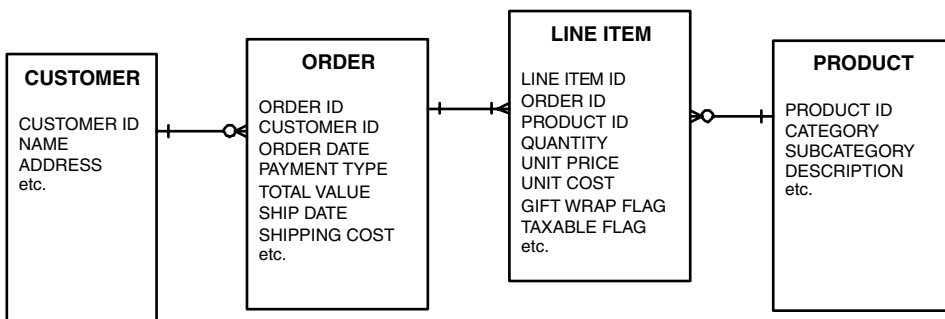 CUSTOMER
CUSTOMER ID
NAME
ADDRESS
etc.
ORDER
ORDER ID
CUSTOMER ID
ORDER DATE
PAYMENT TYPE
TOTAL VALUE
SHIP DATE
SHIPPING COST
etc.
LINE ITEM
LINE ITEM ID
ORDER ID
PRODUCT ID
QUANTITY
UNIT PRICE
UNIT COST
GIFT WRAP FLAG
TAXABLE FLAG
etc.
PRODUCT
PRODUCT ID
CATEGORY
SUBCATEGORY
DESCRIPTION
etc.